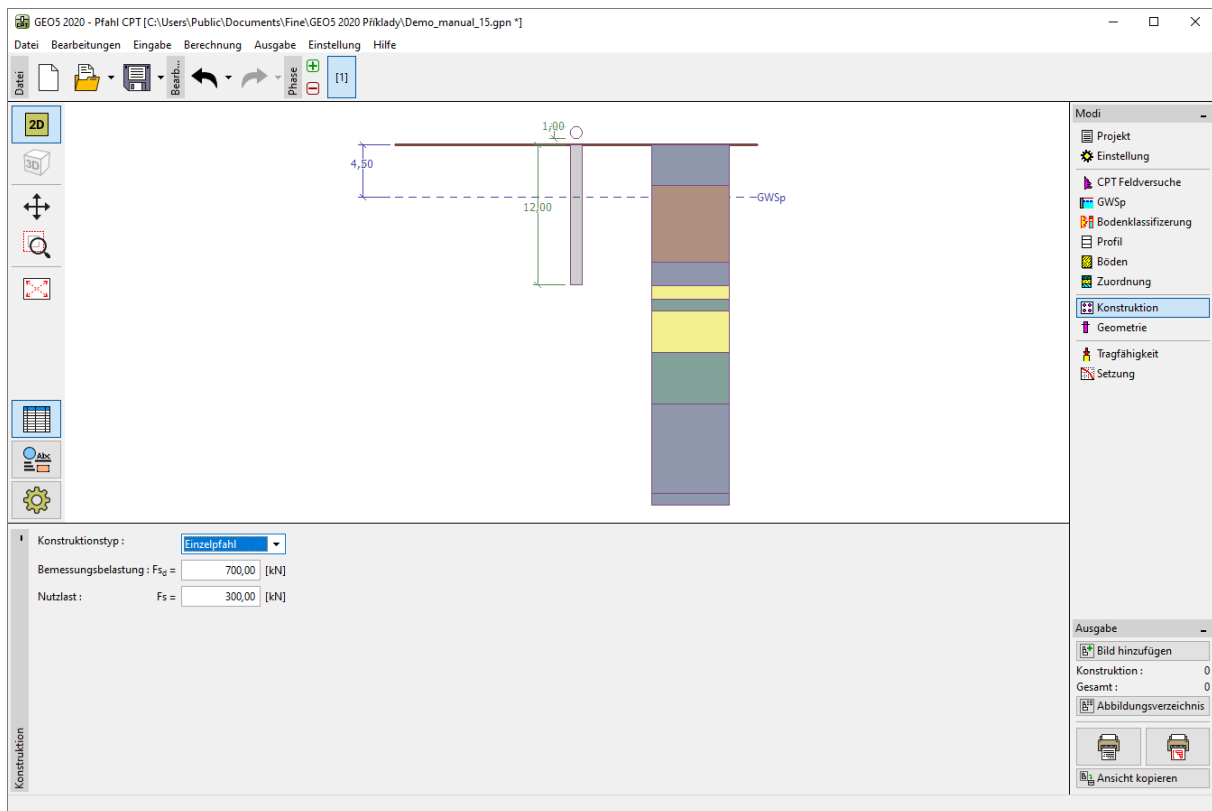 GEO5 2020 - Pfahl CPT [C:\Users\Public\Documents\Fine\GEO5 2020 Příklady\Demo_manual_15.gpn *]
Datei Bearbeitungen Eingabe Berechnung Ausgabe Einstellung Hilfe
Datei
Bearb...
Phase
[1]
2D
3D
1,00
4,50
12,00
GWSp
Modi
Projekt
Einstellung
CPT Feldversuche
GWSp
Bodenklassifizerung
Profil
Böden
Zuordnung
Konstruktion
Geometrie
Tragfähigkeit
Setzung
Abc
Konstruktionstyp : Einzelpfahl
Bemessungsbelastung : Fsd = 700,00 [kN]
Nutzlast : Fs = 300,00 [kN]
Konstruktion
Ausgabe
Bild hinzufügen
Konstruktion : 0
Gesamt : 0
Abbildungsverzeichnis
Ansicht kopieren